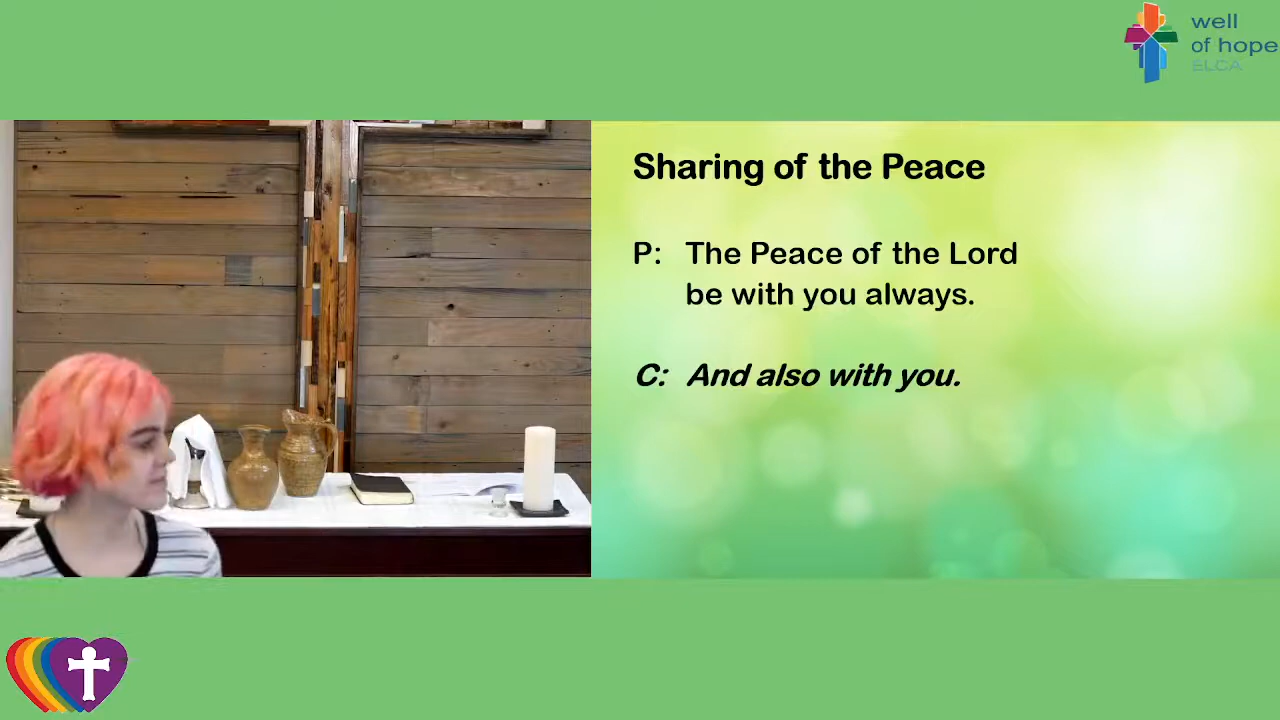 well
of hope
ELCA
Sharing of the Peace
P: The Peace of the Lord
be with you always.
C: And also with you.